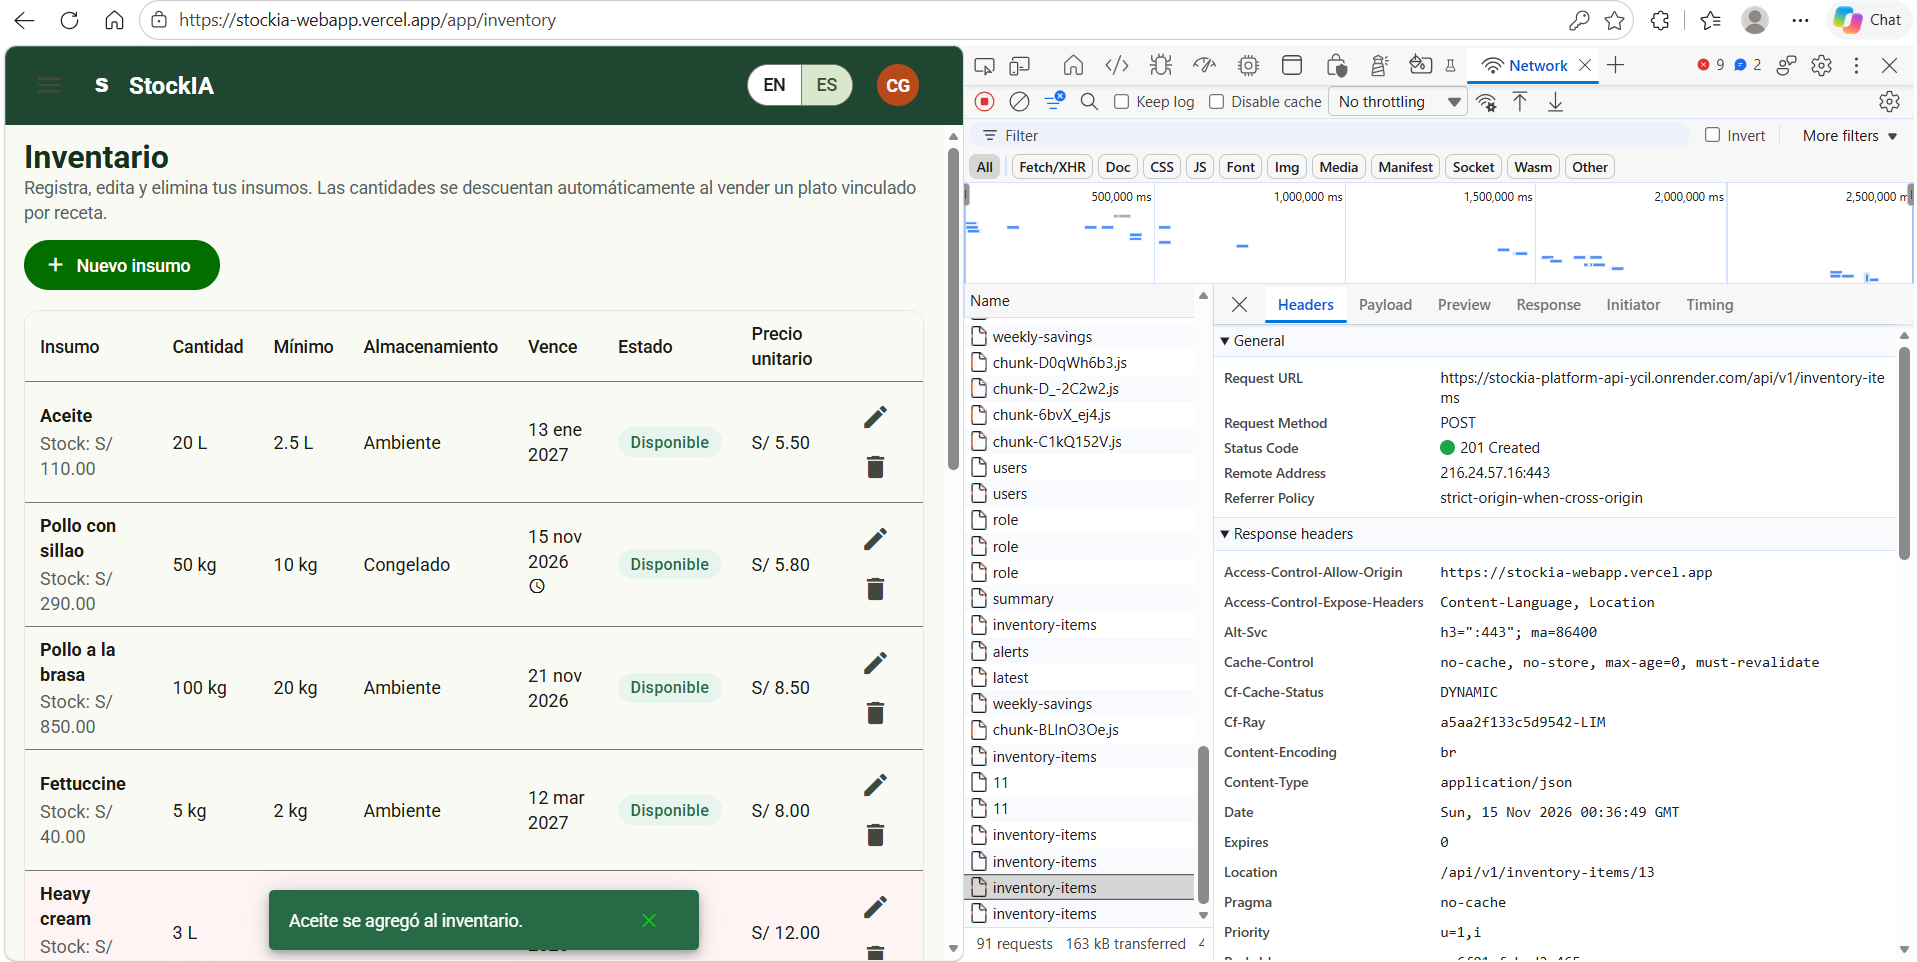 https://stockia-webapp.vercel.app/app/inventory
Chat
S StockIA
EN ES
CG
Inventario
Registra, edita y elimina tus insumos. Las cantidades se descuentan automáticamente al vender un plato vinculado
por receta.
+ Nuevo insumo
Insumo Cantidad Mínimo Almacenamiento Vence Estado Precio unitario
Aceite
Stock: S/
110.00
20 L
2.5 L
Ambiente
13 ene
2027
Disponible
S/ 5.50
Pollo con
sillao
Stock: S/
290.00
50 kg
10 kg
Congelado
15 nov
2026
Disponible
S/ 5.80
Pollo a la
brasa
Stock: S/
850.00
100 kg
20 kg
Ambiente
21 nov
2026
Disponible
S/ 8.50
Fettuccine
Stock: S/
40.00
5 kg
2 kg
Ambiente
12 mar
2027
Disponible
S/ 8.00
Heavy
cream
Stock: S/
3 L
S/ 12.00
Aceite se agregó al inventario.
Network
9 2
Keep log
Disable cache
No throttling
Filter
Invert
More filters
All Fetch/XHR Doc CSS JS Font Img Media Manifest Socket Wasm Other
500,000 ms 1,000,000 ms 1,500,000 ms 2,000,000 ms 2,500,000 m
Name
weekly-savings
chunk-D0qWh6b3.js
chunk-D_-2C2w2.js
chunk-6bvX_ej4.js
chunk-C1kQ152V.js
users
users
role
role
role
summary
inventory-items
alerts
latest
weekly-savings
chunk-BLlnO3Oe.js
inventory-items
11
11
inventory-items
inventory-items
inventory-items
inventory-items
91 requests 163 kB transferred 4
Headers Payload Preview Response Initiator Timing
General
Request URL https://stockia-platform-api-ycil.onrender.com/api/v1/inventory-ite
ms
Request Method POST
Status Code 201 Created
Remote Address 216.24.57.16:443
Referrer Policy strict-origin-when-cross-origin
Response headers
Access-Control-Allow-Origin https://stockia-webapp.vercel.app
Access-Control-Expose-Headers Content-Language, Location
Alt-Svc h3=":443"; ma=86400
Cache-Control no-cache, no-store, max-age=0, must-revalidate
Cf-Cache-Status DYNAMIC
Cf-Ray a5aa2f133c5d9542-LIM
Content-Encoding br
Content-Type application/json
Date Sun, 15 Nov 2026 00:36:49 GMT
Expires 0
Location /api/v1/inventory-items/13
Pragma no-cache
Priority u=1,i